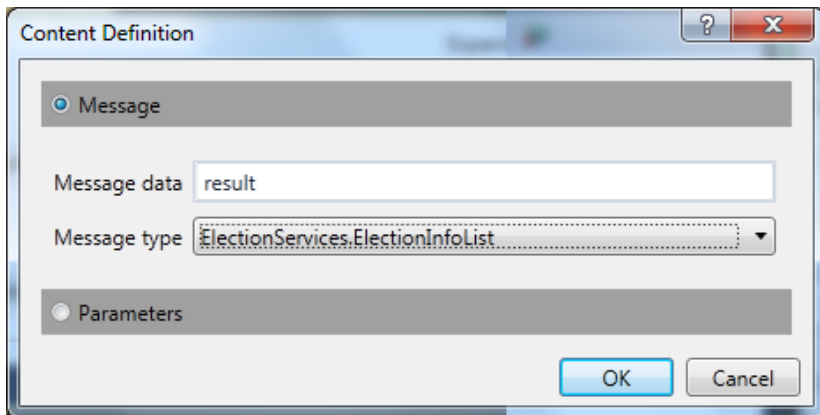 Content Definition
Message
Message data result
Message type ElectionServices.ElectionInfoList
Parameters
OK Cancel